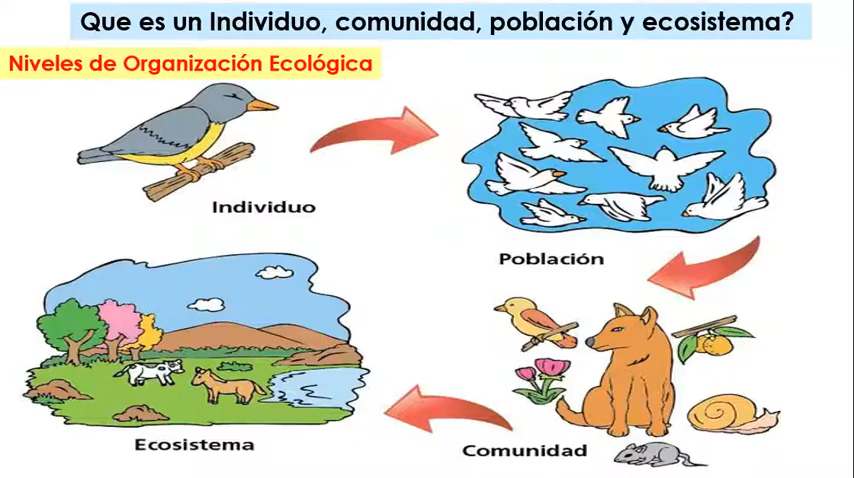 Que es un Individuo, comunidad, población y ecosistema?
Niveles de Organización Ecológica
Individuo
Población
Comunidad
Ecosistema